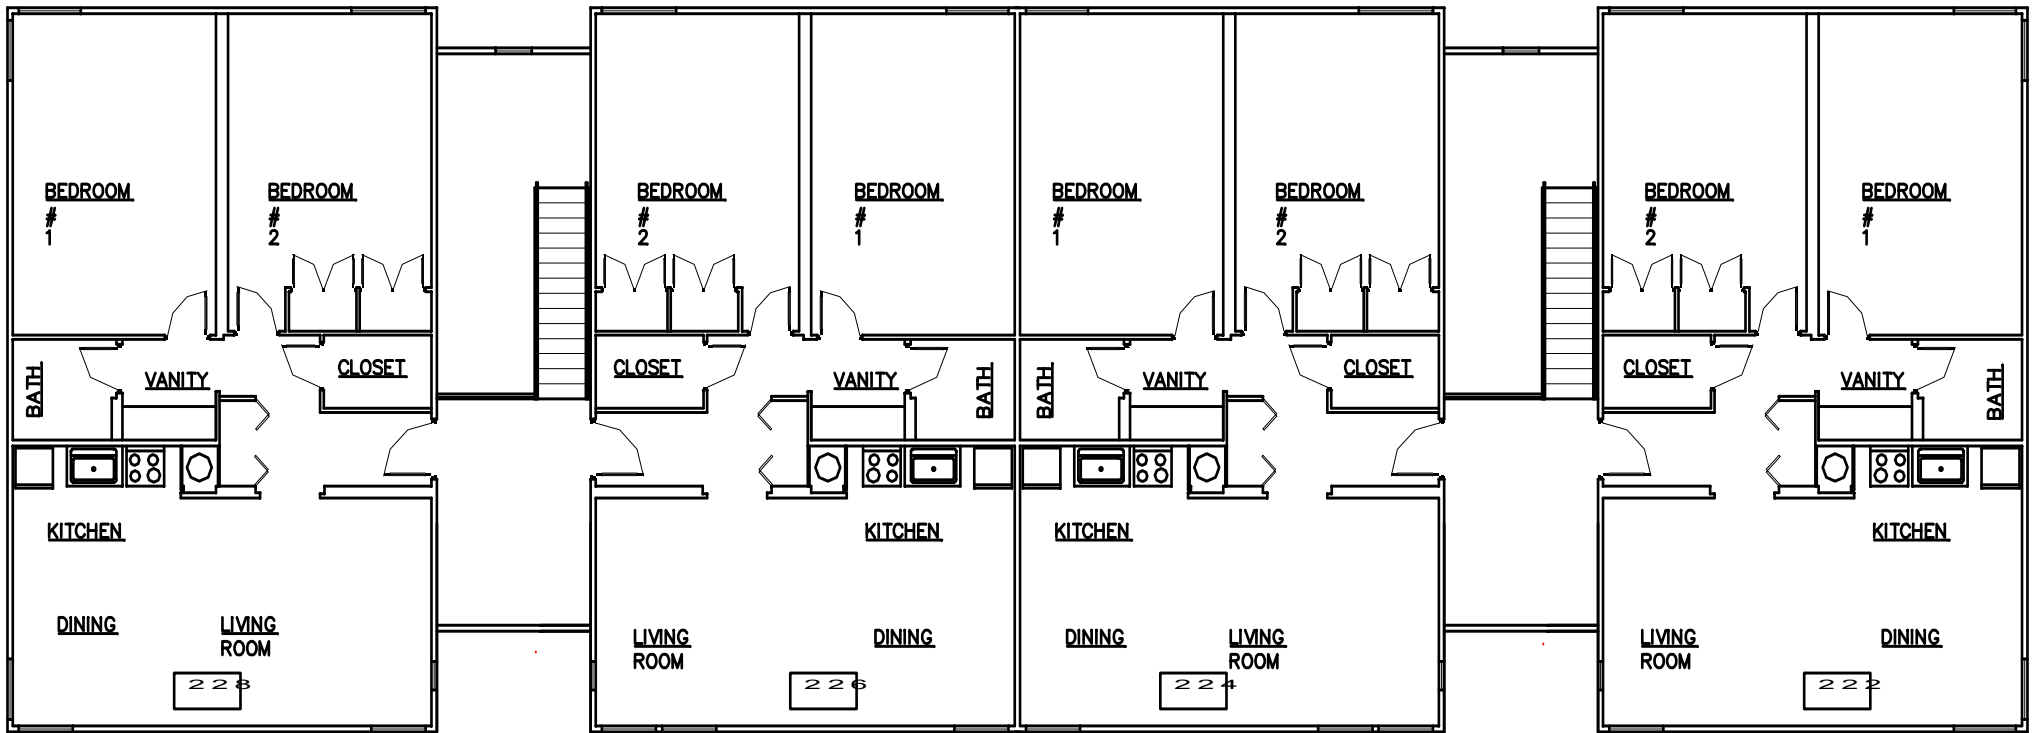 BEDROOM
#
1
BEDROOM
#
2
BATH
VANITY
CLOSET
KITCHEN
DINING
LIVING
ROOM
228
BEDROOM
#
2
BEDROOM
#
1
CLOSET
VANITY
BATH
KITCHEN
LIVING
ROOM
DINING
226
BEDROOM
#
1
BEDROOM
#
2
BATH
VANITY
CLOSET
KITCHEN
DINING
LIVING
ROOM
224
BEDROOM
#
2
BEDROOM
#
1
CLOSET
VANITY
BATH
KITCHEN
LIVING
ROOM
DINING
222